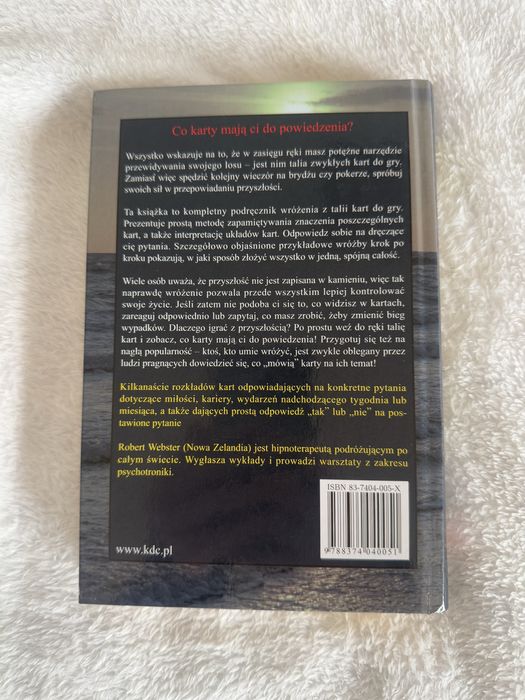 Co karty mają ci do powiedzenia?
Wszystko wskazuje na to, że w zasięgu ręki masz potężne narzędzie
przewidywania swojego losu – jest nim talia zwykłych kart do gry.
Zamiast więc spędzić kolejny wieczór na brydżu czy pokerze, spróbuj
swoich sił w przepowiadaniu przyszłości.
Ta książka to kompletny podręcznik wróżenia z talii kart do gry.
Prezentuje prostą metodę zapamiętywania znaczenia poszczególnych
kart, a także interpretację układów kart. Odpowiedz sobie na dręczące
cię pytania. Szczegółowo objaśnione przykładowe wróżby krok po
kroku pokazują, w jaki sposób złożyć wszystko w jedną, spójną całość.
Wiele osób uważa, że przyszłość nie jest zapisana w kamieniu, więc tak
naprawdę wróżenie pozwala przede wszystkim lepiej kontrolować
swoje życie. Jeśli zatem nie podoba ci się to, co widzisz w kartach,
zareaguj odpowiednio lub zapytaj, co masz zrobić, żeby zmienić bieg
wypadków. Dlaczego igrać z przyszłością? Po prostu weź do ręki talię
kart i zobacz, co karty mają ci do powiedzenia! Przygotuj się też na
nagłą popularność – ktoś, kto umie wróżyć, jest zwykle oblegany przez
ludzi pragnących dowiedzieć się, co „mówią” karty na ich temat!
Kilkanaście rozkładów kart odpowiadających na konkretne pytania
dotyczące miłości, kariery, wydarzeń nadchodzącego tygodnia lub
miesiąca, a także dających prostą odpowiedź „tak” lub „nie” na po-
stawione pytanie
Robert Webster (Nowa Zelandia) jest hipnoterapeutą podróżującym po
całym świecie. Wygłasza wykłady i prowadzi warsztaty z zakresu
psychotroniki.
ISBN 83-7404-005-X
9788374040051
www.kdc.pl